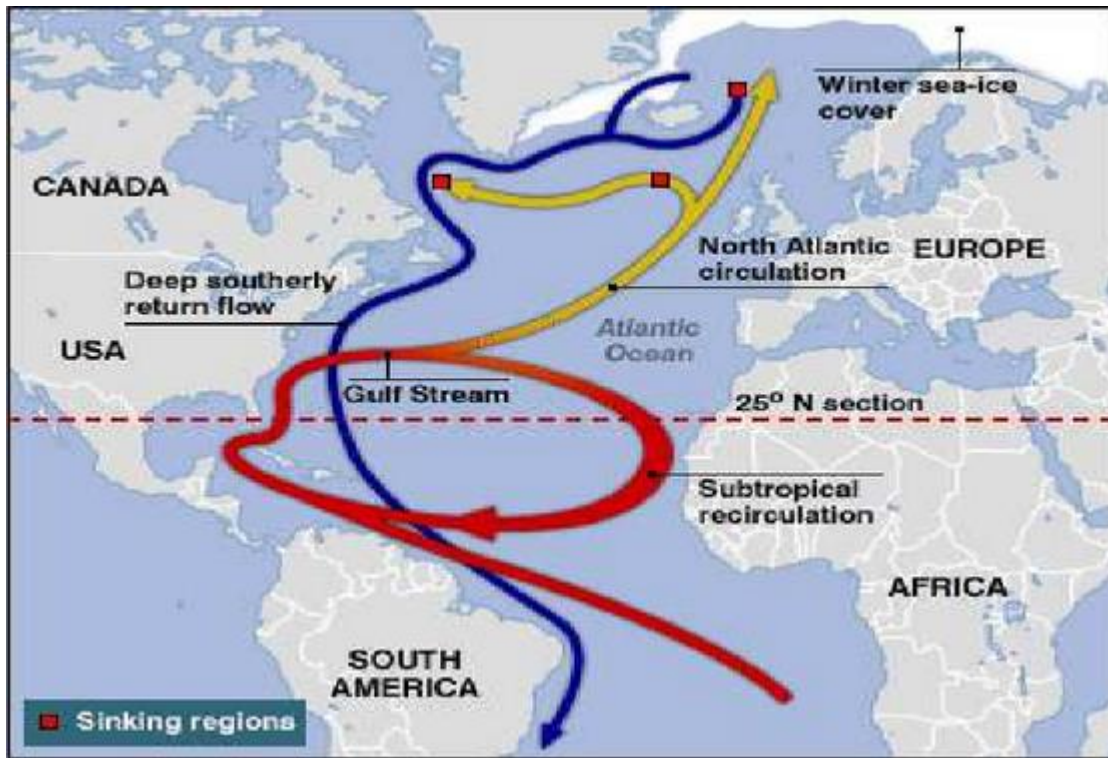 Winter sea-ice
cover
CANADA
North Atlantic
circulation
EUROPE
Deep southerly
return flow
USA
Atlantic
Ocean
Gulf Stream
25º N section
Subtropical
recirculation
AFRICA
SOUTH
AMERICA
Sinking regions